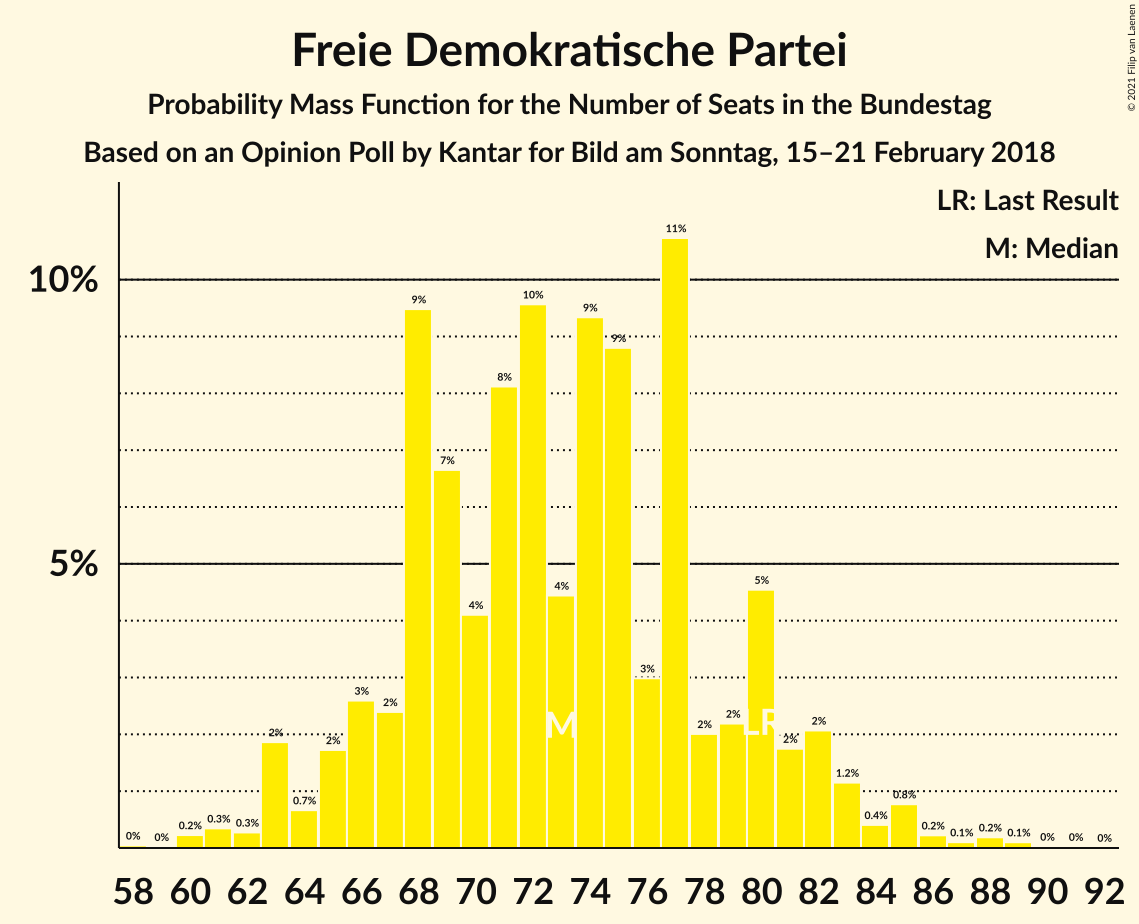 Freie Demokratische Partei
Probability Mass Function for the Number of Seats in the Bundestag
Based on an Opinion Poll by Kantar for Bild am Sonntag, 15–21 February 2018
© 2021 Filip van Laenen
LR: Last Result
M: Median
10%
5%
0% 0% 0.2% 0.3% 0.3% 2% 0.7% 2% 3% 2% 9% 7% 4% 8% 10% 4% 9% 9% 3% 11% 2% 2% 5% 2% 2% 1.2% 0.4% 0.8% 0.2% 0.1% 0.2% 0.1% 0% 0% 0%
M LR
58 60 62 64 66 68 70 72 74 76 78 80 82 84 86 88 90 92